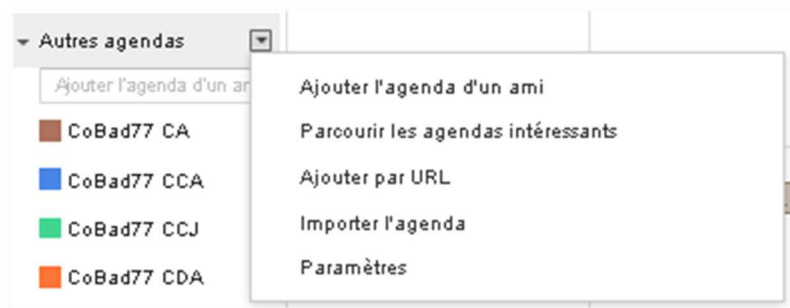 Autres agendas
Ajouter l'agenda d'un
CoBad77 CA
CoBad77 CCA
CoBad77 CCJ
CoBad77 CDA
Ajouter l'agenda d'un ami
Parcourir les agendas intéressants
Ajouter par URL
Importer l'agenda
Paramètres